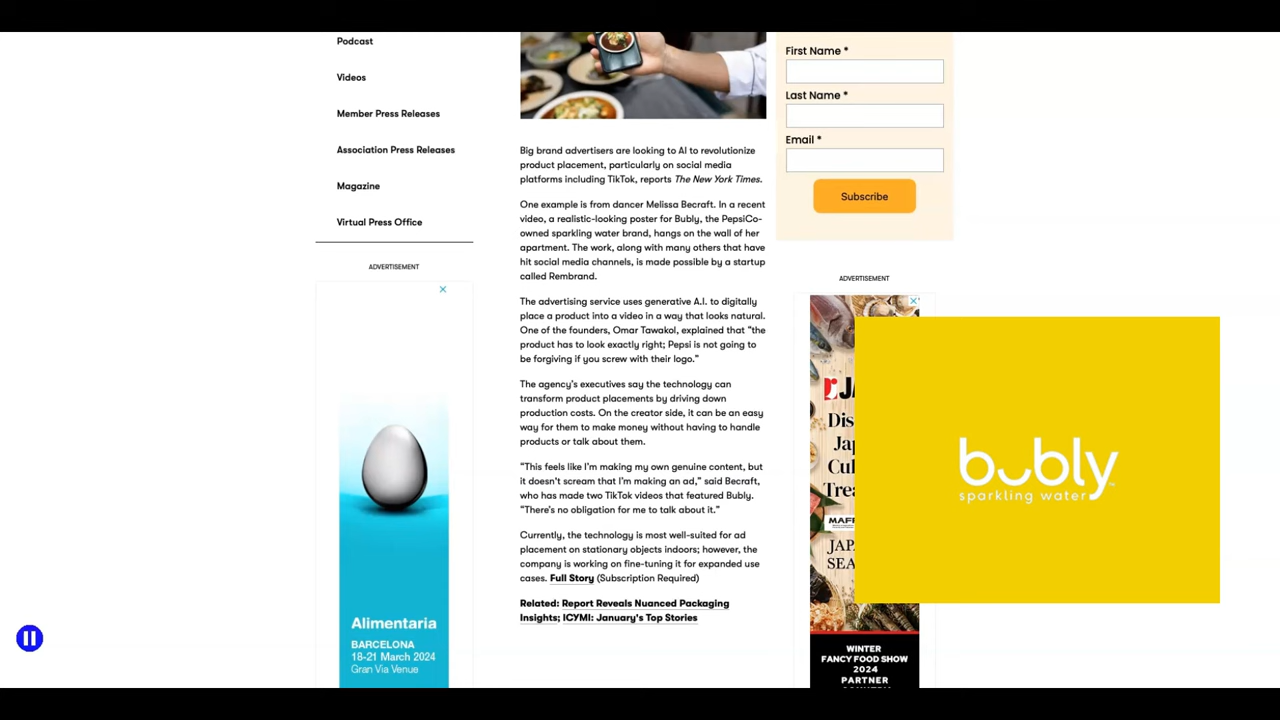 Podcast
Videos
Member Press Releases
Association Press Releases
Magazine
Virtual Press Office
ADVERTISEMENT
Alimentaria
BARCELONA
18-21 March 2024
Gran Via Venue
Big brand advertisers are looking to AI to revolutionize
product placement, particularly on social media
platforms including TikTok, reports The New York Times.
One example is from dancer Melissa Becraft. In a recent
video, a realistic-looking poster for Bubly, the PepsiCo-
owned sparkling water brand, hangs on the wall of her
apartment. The work, along with many others that have
hit social media channels, is made possible by a startup
called Rembrand.
The advertising service uses generative A.I. to digitally
place a product into a video in a way that looks natural.
One of the founders, Omar Tawakol, explained that “the
product has to look exactly right; Pepsi is not going to
be forgiving if you screw with their logo.”
The agency’s executives say the technology can
transform product placements by driving down
production costs. On the creator side, it can be an easy
way for them to make money without having to handle
products or talk about them.
“This feels like I’m making my own genuine content, but
it doesn't scream that I’m making an ad,” said Becraft,
who has made two TikTok videos that featured Bubly.
“There’s no obligation for me to talk about it.”
Currently, the technology is most well-suited for ad
placement on stationary objects indoors; however, the
company is working on fine-tuning it for expanded use
cases. Full Story (Subscription Required)
Related: Report Reveals Nuanced Packaging
Insights; ICYMI: January's Top Stories
First Name *
Last Name *
Email *
Subscribe
ADVERTISEMENT
WINTER
FANCY FOOD SHOW
2024
PARTNER
bubly™
sparkling water